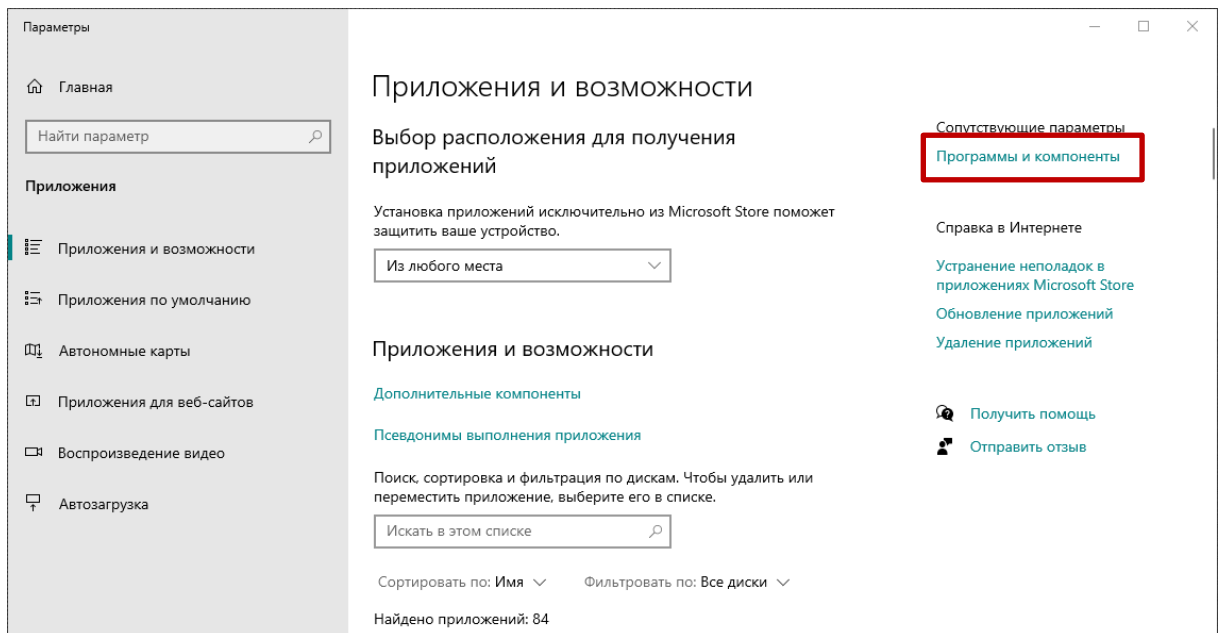 Параметры
Главная
Найти параметр
Приложения
Приложения и возможности
Приложения по умолчанию
Автономные карты
Приложения для веб-сайтов
Воспроизведение видео
Автозагрузка
Приложения и возможности
Выбор расположения для получения
приложений
Установка приложений исключительно из Microsoft Store поможет
защитить ваше устройство.
Из любого места
Приложения и возможности
Дополнительные компоненты
Псевдонимы выполнения приложения
Поиск, сортировка и фильтрация по дискам. Чтобы удалить или
переместить приложение, выберите его в списке.
Искать в этом списке
Сортировать по: Имя Фильтровать по: Все диски
Найдено приложений: 84
Сопутствующие параметры
Программы и компоненты
Справка в Интернете
Устранение неполадок в
приложениях Microsoft Store
Обновление приложений
Удаление приложений
Получить помощь
Отправить отзыв